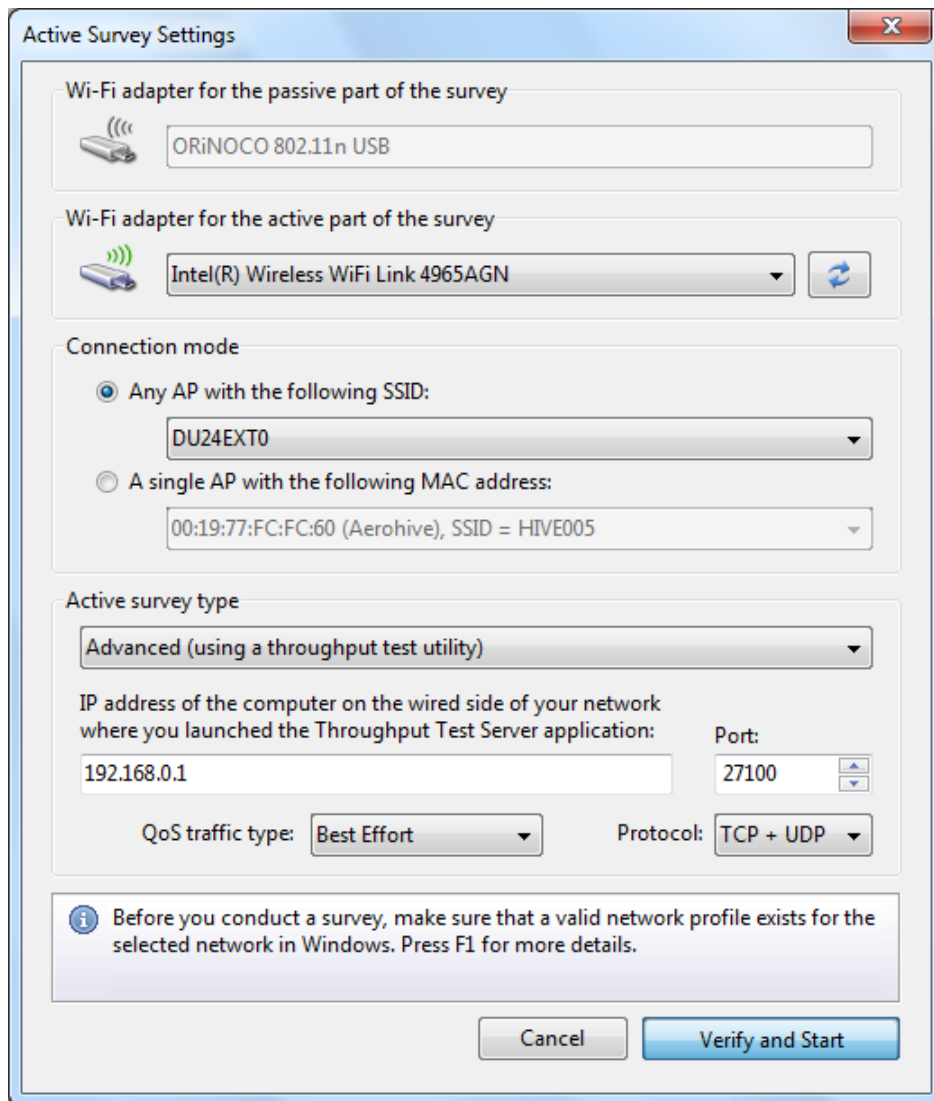 Active Survey Settings
Wi-Fi adapter for the passive part of the survey
ORiNOCO 802.11n USB
Wi-Fi adapter for the active part of the survey
Intel(R) Wireless WiFi Link 4965AGN
Connection mode
Any AP with the following SSID:
DU24EXT0
A single AP with the following MAC address:
00:19:77:FC:FC:60 (Aerohive), SSID = HIVE005
Active survey type
Advanced (using a throughput test utility)
IP address of the computer on the wired side of your network
where you launched the Throughput Test Server application:
Port:
192.168.0.1
27100
QoS traffic type:
Best Effort
Protocol:
TCP + UDP
Before you conduct a survey, make sure that a valid network profile exists for the
selected network in Windows. Press F1 for more details.
Cancel
Verify and Start